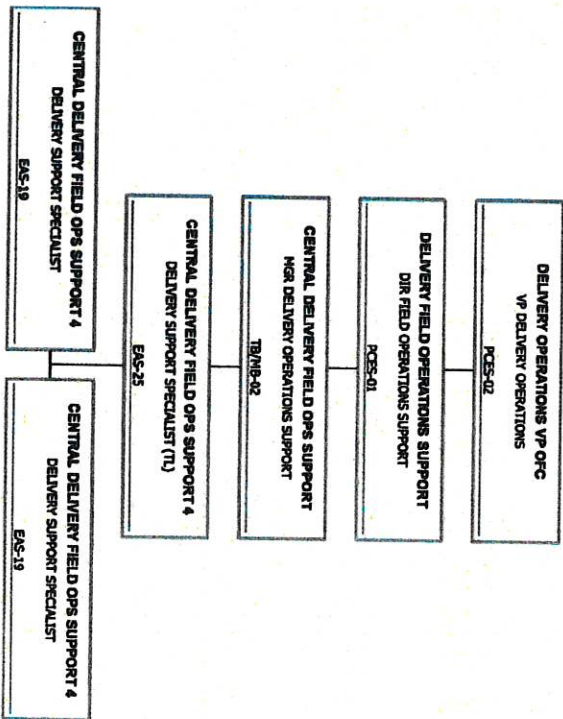 DELIVERY OPERATIONS VP OFC
VP DELIVERY OPERATIONS
PCES-02
DELIVERY FIELD OPERATIONS SUPPORT
DIR FIELD OPERATIONS SUPPORT
PCES-01
CENTRAL DELIVERY FIELD OPS SUPPORT
MGR DELIVERY OPERATIONS SUPPORT
TB/MB-02
CENTRAL DELIVERY FIELD OPS SUPPORT 4
DELIVERY SUPPORT SPECIALIST (TL)
EAS-25
CENTRAL DELIVERY FIELD OPS SUPPORT 4
DELIVERY SUPPORT SPECIALIST
EAS-19
CENTRAL DELIVERY FIELD OPS SUPPORT 4
DELIVERY SUPPORT SPECIALIST
EAS-19